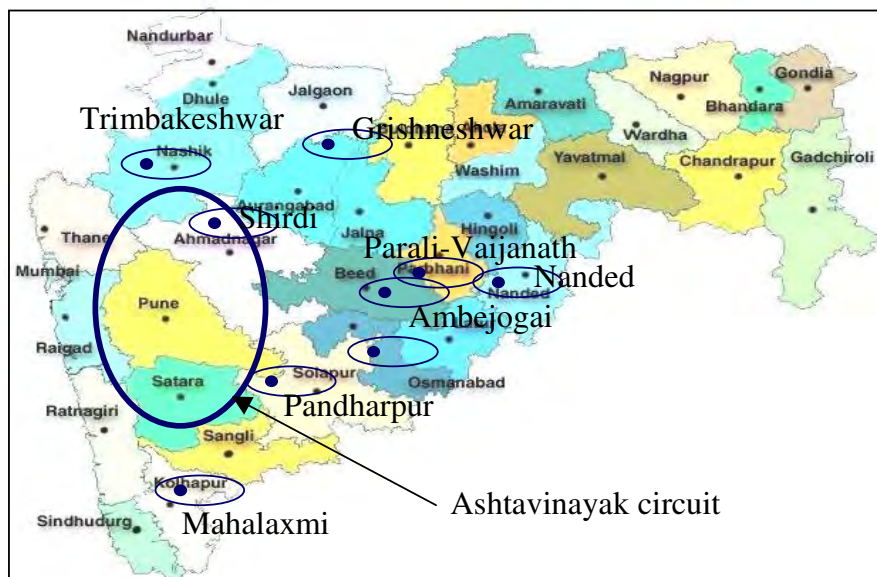 Nandurbar
Dhule
Jalgaon
Trimbakeshwar
Grishneshwar
Nashik
Amaravati
Nagpur
Bhandara
Gondia
Wardha
Washim
Yavatmal
Chandrapur
Gadchiroli
Aurangabad
Shirdi
Ahmadnagar
Jalna
Hingoli
Thane
Mumbai
Parali-Vaijanath
Beed
Parbhani
Nanded
Nanded
Pune
Ambejogai
Latur
Raigad
Solapur
Osmanabad
Satara
Pandharpur
Ratnagiri
Sangli
Kolhapur
Ashtavinayak circuit
Mahalaxmi
Sindhudurg